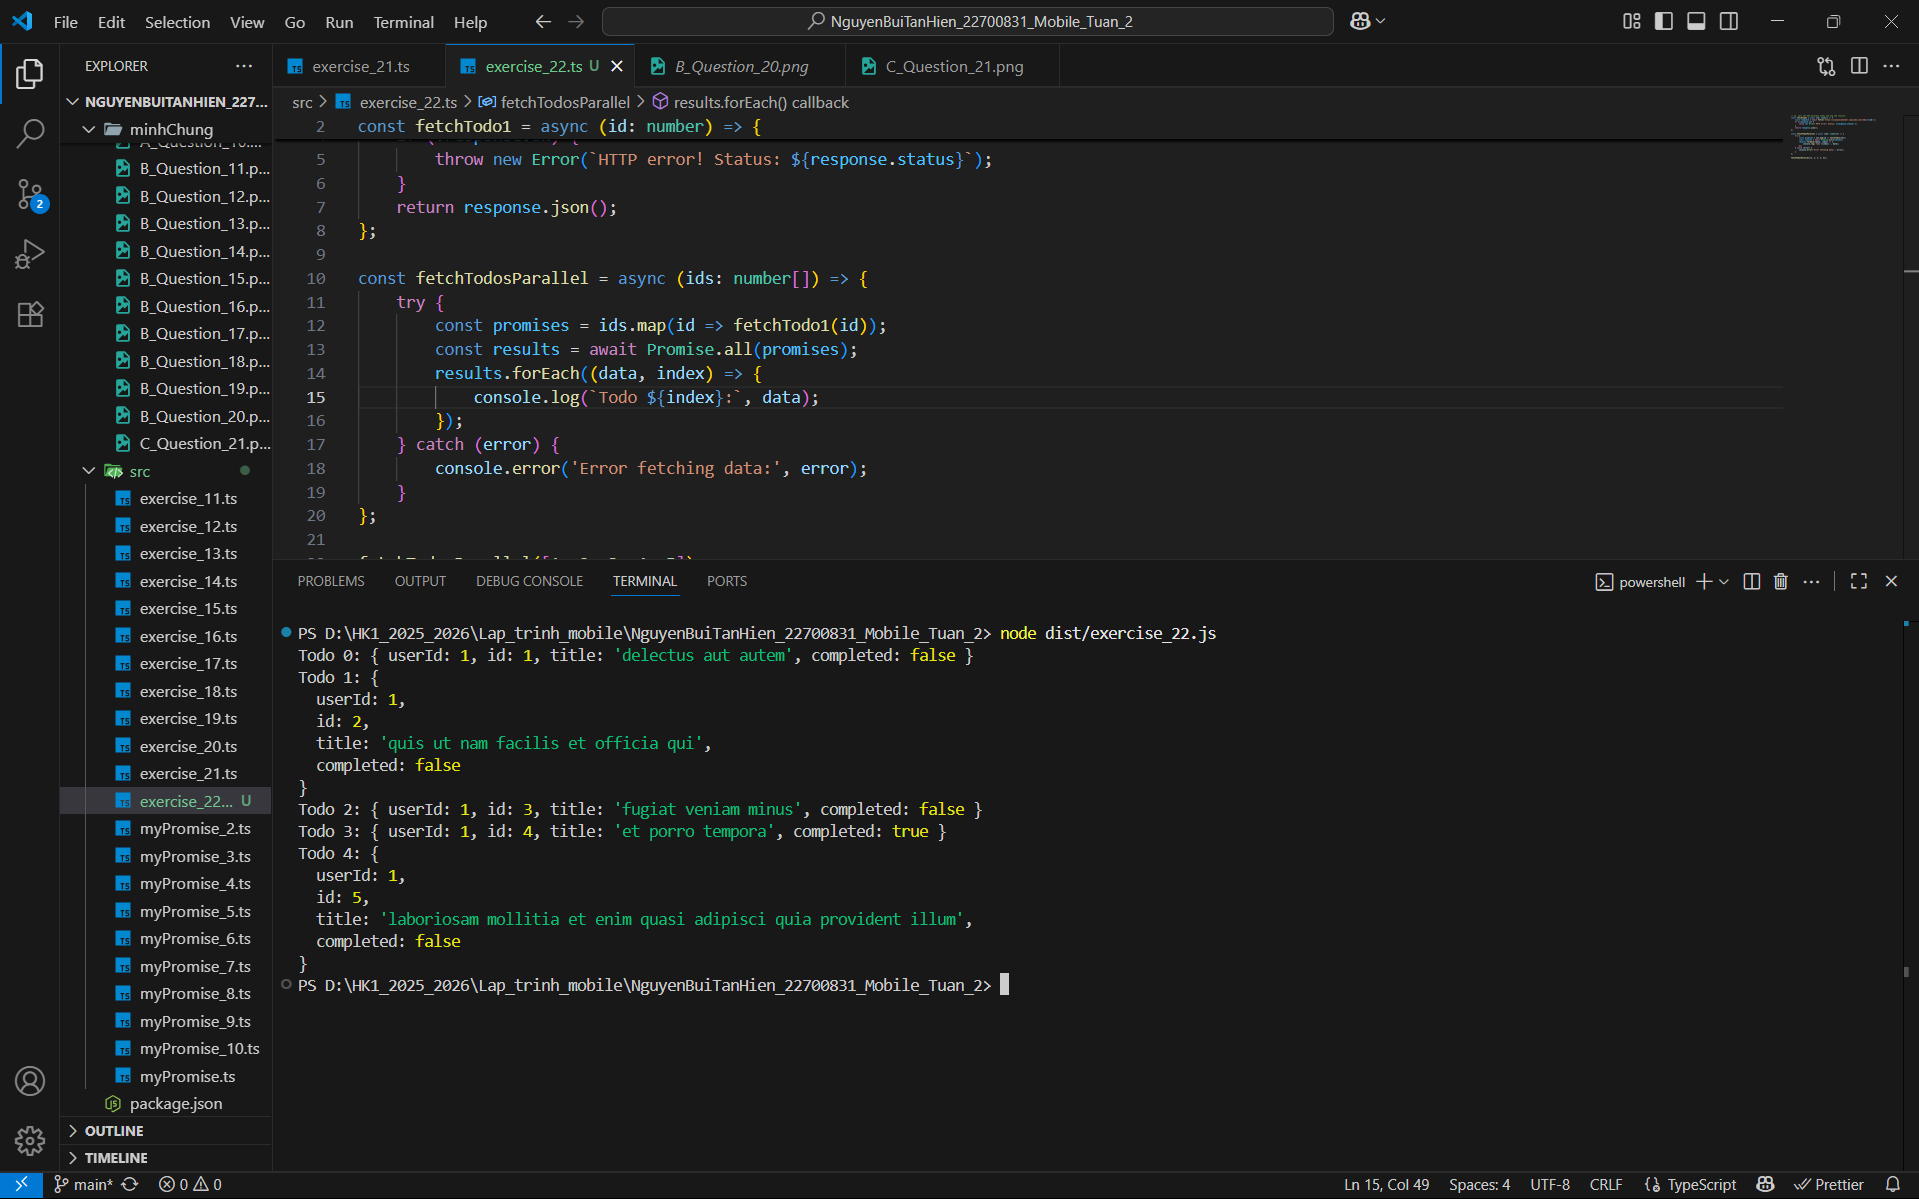 File Edit Selection View Go Run Terminal Help
NguyenBuiTanHien_22700831_Mobile_Tuan_2
EXPLORER
NGUYENBUITANHIEN_227...
minhChung
B_Question_11.p...
B_Question_12.p...
B_Question_13.p...
B_Question_14.p...
B_Question_15.p...
B_Question_16.p...
B_Question_17.p...
B_Question_18.p...
B_Question_19.p...
B_Question_20.p...
C_Question_21.p...
src
exercise_11.ts
exercise_12.ts
exercise_13.ts
exercise_14.ts
exercise_15.ts
exercise_16.ts
exercise_17.ts
exercise_18.ts
exercise_19.ts
exercise_20.ts
exercise_21.ts
exercise_22... U
myPromise_2.ts
myPromise_3.ts
myPromise_4.ts
myPromise_5.ts
myPromise_6.ts
myPromise_7.ts
myPromise_8.ts
myPromise_9.ts
myPromise_10.ts
myPromise.ts
package.json
OUTLINE
TIMELINE
exercise_21.ts
exercise_22.ts U
B_Question_20.png
C_Question_21.png
src > exercise_22.ts > fetchTodosParallel > results.forEach() callback
2 const fetchTodo1 = async (id: number) => {
5 throw new Error(`HTTP error! Status: ${response.status}`);
6 }
7 return response.json();
8 };
9
10 const fetchTodosParallel = async (ids: number[]) => {
11 try {
12 const promises = ids.map(id => fetchTodo1(id));
13 const results = await Promise.all(promises);
14 results.forEach((data, index) => {
15 console.log(`Todo ${index}:`, data);
16 });
17 } catch (error) {
18 console.error('Error fetching data:', error);
19 }
20 };
21
PROBLEMS OUTPUT DEBUG CONSOLE TERMINAL PORTS
powershell
PS D:\HK1_2025_2026\Lap_trinh_mobile\NguyenBuiTanHien_22700831_Mobile_Tuan_2> node dist/exercise_22.js
Todo 0: { userId: 1, id: 1, title: 'delectus aut autem', completed: false }
Todo 1: {
userId: 1,
id: 2,
title: 'quis ut nam facilis et officia qui',
completed: false
}
Todo 2: { userId: 1, id: 3, title: 'fugiat veniam minus', completed: false }
Todo 3: { userId: 1, id: 4, title: 'et porro tempora', completed: true }
Todo 4: {
userId: 1,
id: 5,
title: 'laboriosam mollitia et enim quasi adipisci quia provident illum',
completed: false
}
PS D:\HK1_2025_2026\Lap_trinh_mobile\NguyenBuiTanHien_22700831_Mobile_Tuan_2>
main* 0 0
Ln 15, Col 49 Spaces: 4 UTF-8 CRLF TypeScript Prettier
2